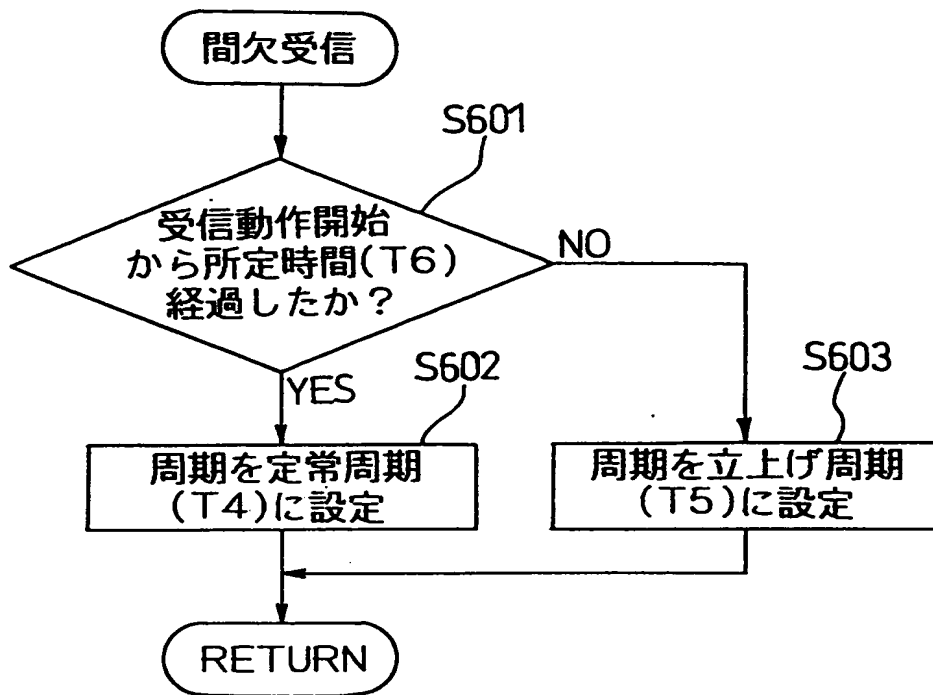 間欠受信
S601
受信動作開始
から所定時間(T6)
経過したか?
NO
YES
S602
S603
周期を定常周期
(T4)に設定
周期を立上げ周期
(T5)に設定
RETURN